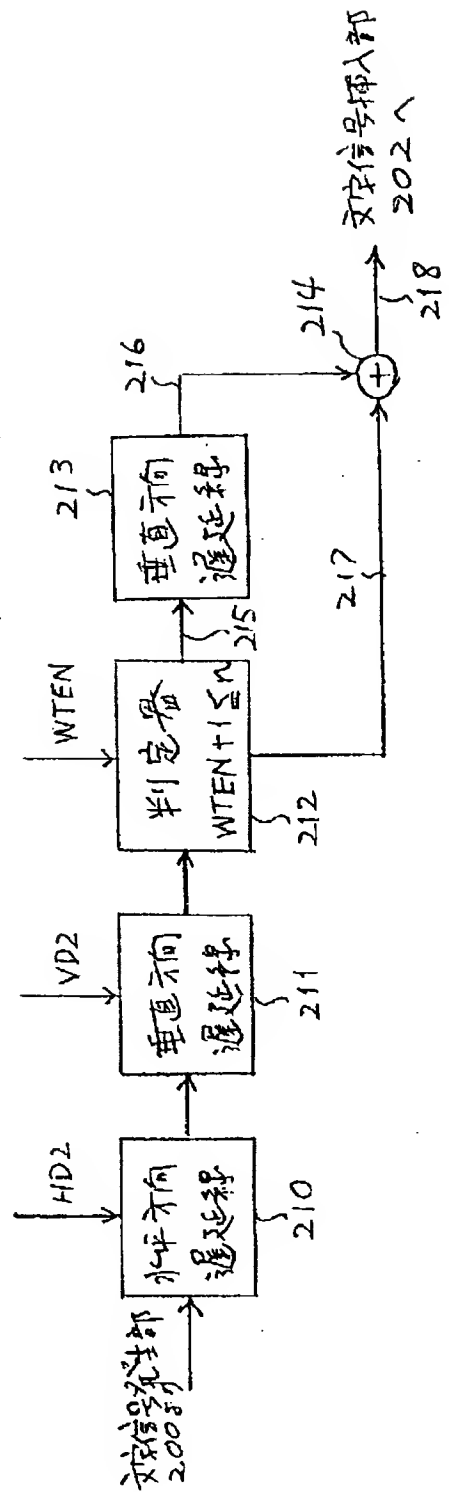 文字信号発生部
200より
HD2
水平方向
遅延線
210
VD2
垂直方向
遅延線
211
WTEN
判定器
WTEN+1≦n
212
215
213
垂直方向
遅延線
216
217
214
218
文字信号挿入部
202へ